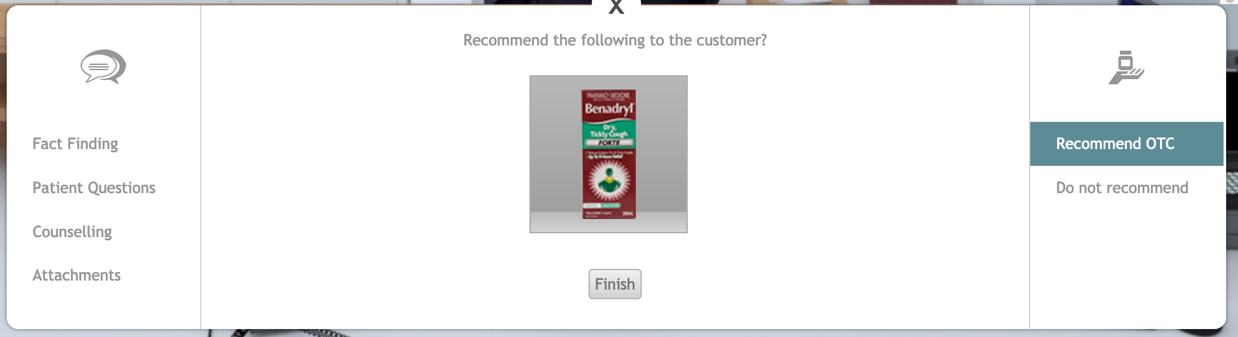 X
Recommend the following to the customer?
Fact Finding
Patient Questions
Counselling
Attachments
Benadryl
Dry,
Tickly Cough
FORTE
Finish
Recommend OTC
Do not recommend